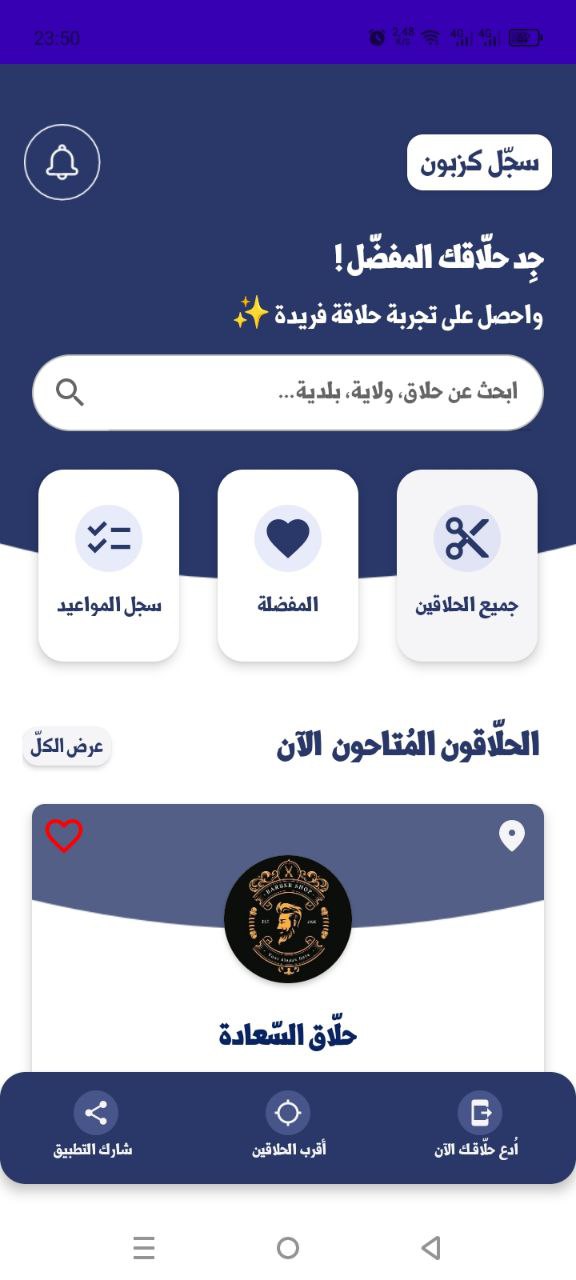 23:50
سجّل كزبون
جِد حلّاقك المفضّل!
واحصل على تجربة حلاقة فريدة ✨
ابحث عن حلاق، ولاية، بلدية...
جميع الحلاقين
المفضلة
سجل المواعيد
الحلّاقون المُتاحون الآن
عرض الكلّ
BARBER SHOP
حلّاق السّعادة
اُدع حلّاقك الآن
أقرب الحلاقين
شارك التطبيق